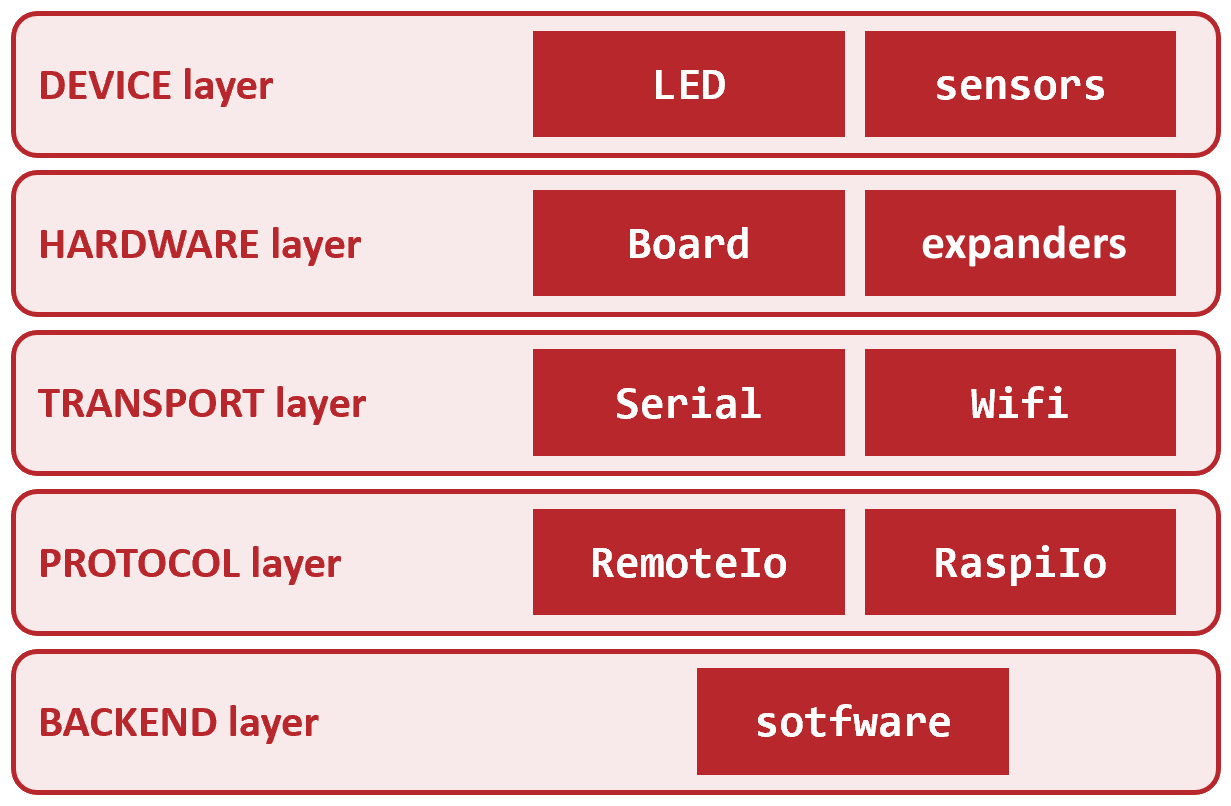 DEVICE layer
LED
sensors
HARDWARE layer
Board
expanders
TRANSPORT layer
Serial
Wifi
PROTOCOL layer
RemoteIo
RaspiIo
BACKEND layer
sotfware